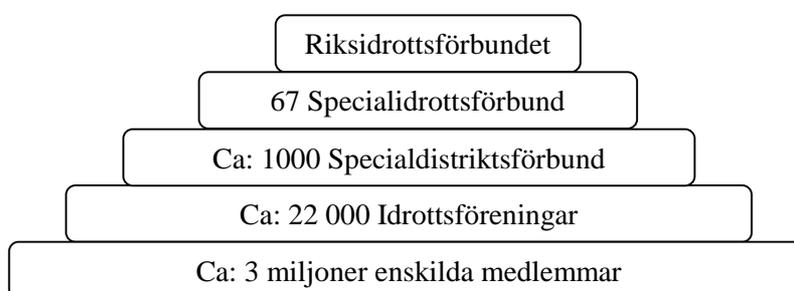 Riksidrottsförbundet
67 Specialidrottsförbund
Ca: 1000 Specialdistriktsförbund
Ca: 22 000 Idrottsföreningar
Ca: 3 miljoner enskilda medlemmar